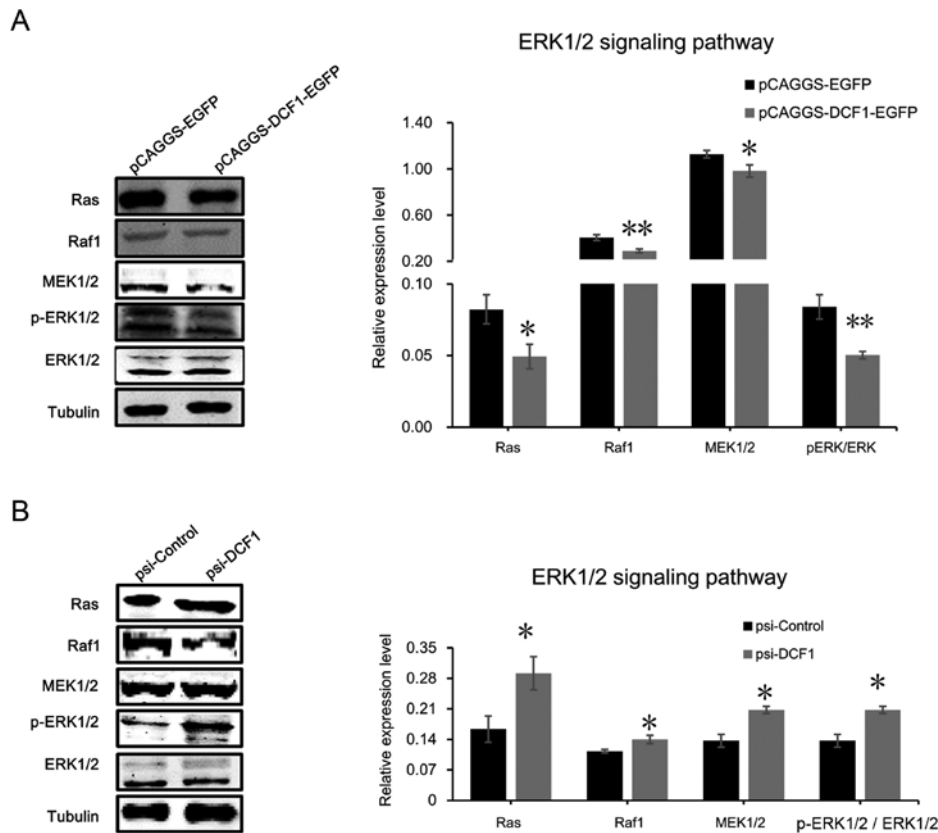 A
pCAGGS-EGFP
pCAGGS-DCF1-EGFP
Ras
Raf1
MEK1/2
p-ERK1/2
ERK1/2
Tubulin
ERK1/2 signaling pathway
pCAGGS-EGFP
pCAGGS-DCF1-EGFP
Relative expression level
1.40
1.00
0.60
0.20
0.10
0.05
0.00
*
**
*
**
Ras
Raf1
MEK1/2
pERK/ERK
B
psi-Control
psi-DCF1
Ras
Raf1
MEK1/2
p-ERK1/2
ERK1/2
Tubulin
ERK1/2 signaling pathway
psi-Control
psi-DCF1
Relative expression level
0.35
0.28
0.21
0.14
0.07
0
*
*
*
*
Ras
Raf1
MEK1/2
p-ERK1/2 / ERK1/2